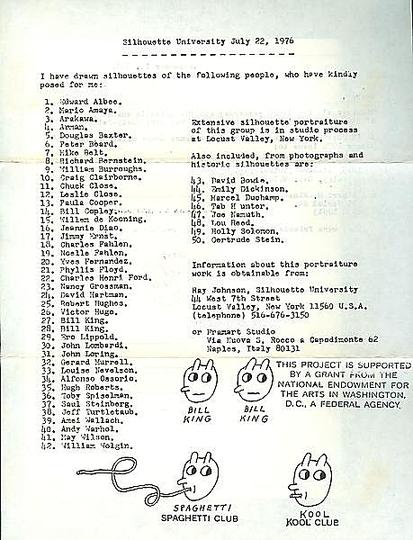 Silhouette University July 22, 1976
I have drawn silhouettes of the following people, who have kindly
posed for me:
1. Edward Albee.
2. Mario Amaya.
3. Arakawa.
4. Arman.
5. Douglas Baxter.
6. Peter Beard.
7. Mike Belt.
8. Richard Bernstein.
9. William Burroughs.
10. Craig Claiborne.
11. Chuck Close.
12. Leslie Close.
13. Paula Cooper.
14. Bill Copley.
15. Willem de Kooning.
16. Jeannie Diao.
17. Jimmy Ernst.
18. Charles Fahlen.
19. Noelle Fahlen.
20. Yves Fernandez.
21. Phyllis Floyd.
22. Charles Henri Ford.
23. Nancy Grossman.
24. David Hartman.
25. Robert Hughes.
26. Victor Hugo.
27. Bill King.
28. Bill King.
29. Ero Lippold.
30. John Lombardi.
31. John Loring.
32. Gerard Murrell.
33. Louise Nevelson.
34. Alfonso Ossorio.
35. Hugh Roberts.
36. Toby Spiselman.
37. Saul Steinberg.
38. Jeff Turtletaub.
39. Amei Wallach.
40. Andy Warhol.
41. May Wilson.
42. William Wolgin.
Extensive silhouette portraiture
of this group is in studio process
at Locust Valley, New York.
Also included, from photographs and
historic silhouettes are:
43. David Bowie.
44. Emily Dickinson.
45. Marcel Duchamp.
46. Tab Hunter.
47. Joe Namuth.
48. Lou Reed.
49. Holly Solomon.
50. Gertrude Stein.
Information about this portraiture
work is obtainable from:
Ray Johnson, Silhouette University
44 West 7th Street
Locust Valley, New York 11560 U.S.A.
(telephone) 516-676-3150
or Framart Studio
Via Nuova S. Rocco a Capodimonte 62
Naples, Italy 80131
THIS PROJECT IS SUPPORTED
BY A GRANT FROM THE
NATIONAL ENDOWMENT FOR
THE ARTS IN WASHINGTON,
D.C., A FEDERAL AGENCY.
BILL
KING
BILL
KING
SPAGHETTI
SPAGHETTI CLUB
KOOL
KOOL CLUB